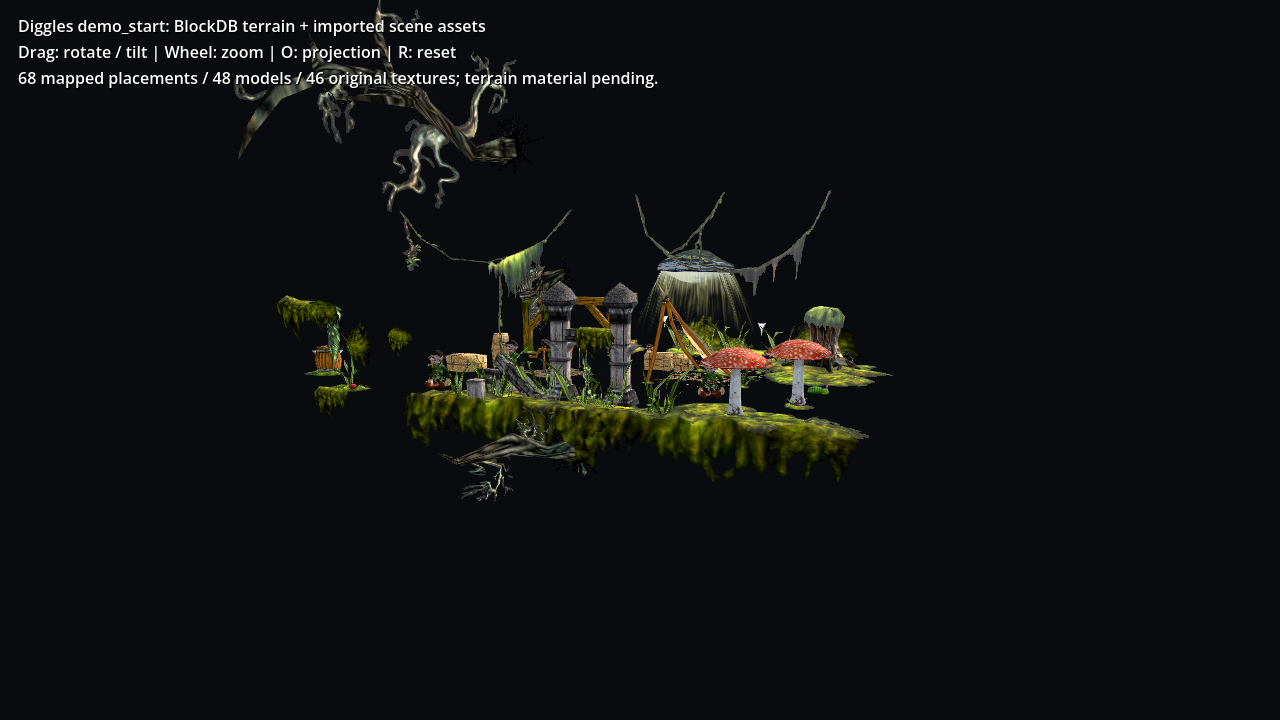 Diggles demo_start: BlockDB terrain + imported scene assets
Drag: rotate / tilt | Wheel: zoom | O: projection | R: reset
68 mapped placements / 48 models / 46 original textures; terrain material pending.